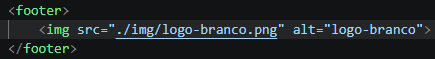 <footer>
    <img src="./img/logo-branco.png" alt="logo-branco">
</footer>